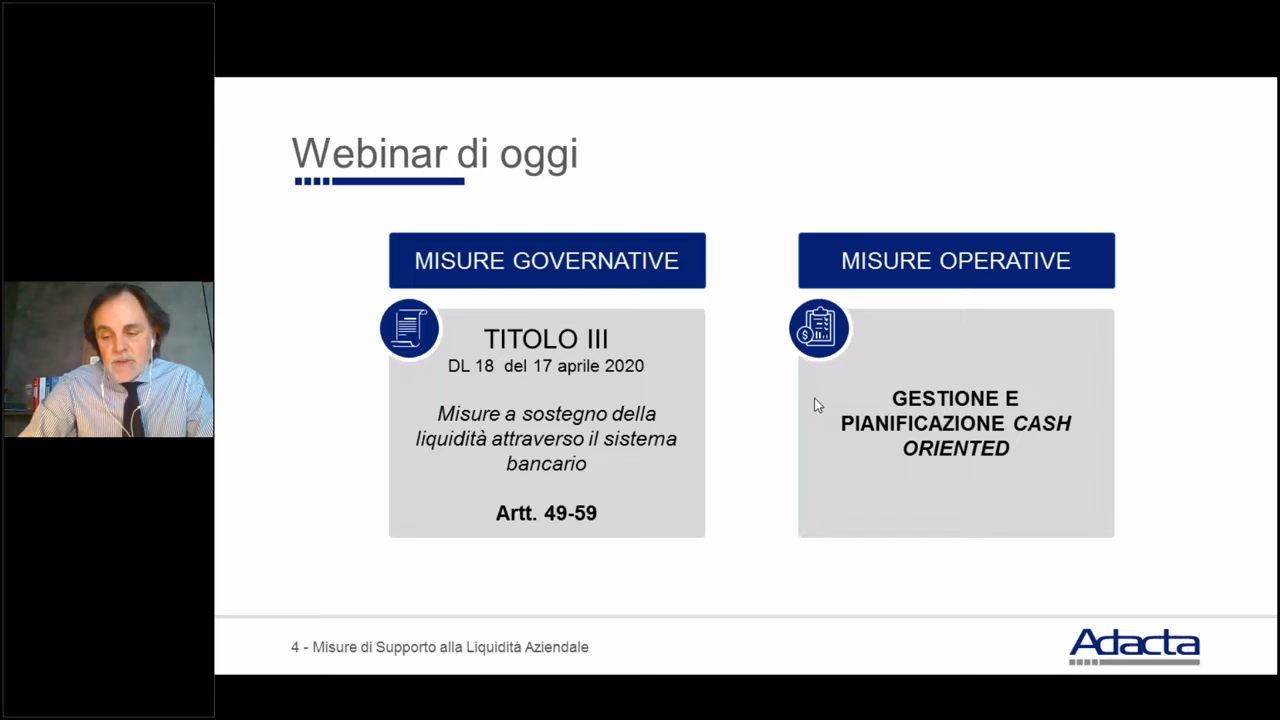 Webinar di oggi
MISURE GOVERNATIVE
TITOLO III
DL 18 del 17 aprile 2020
Misure a sostegno della
liquidità attraverso il sistema
bancario
Artt. 49-59
MISURE OPERATIVE
GESTIONE E
PIANIFICAZIONE CASH
ORIENTED
4 - Misure di Supporto alla Liquidità Aziendale
Adacta